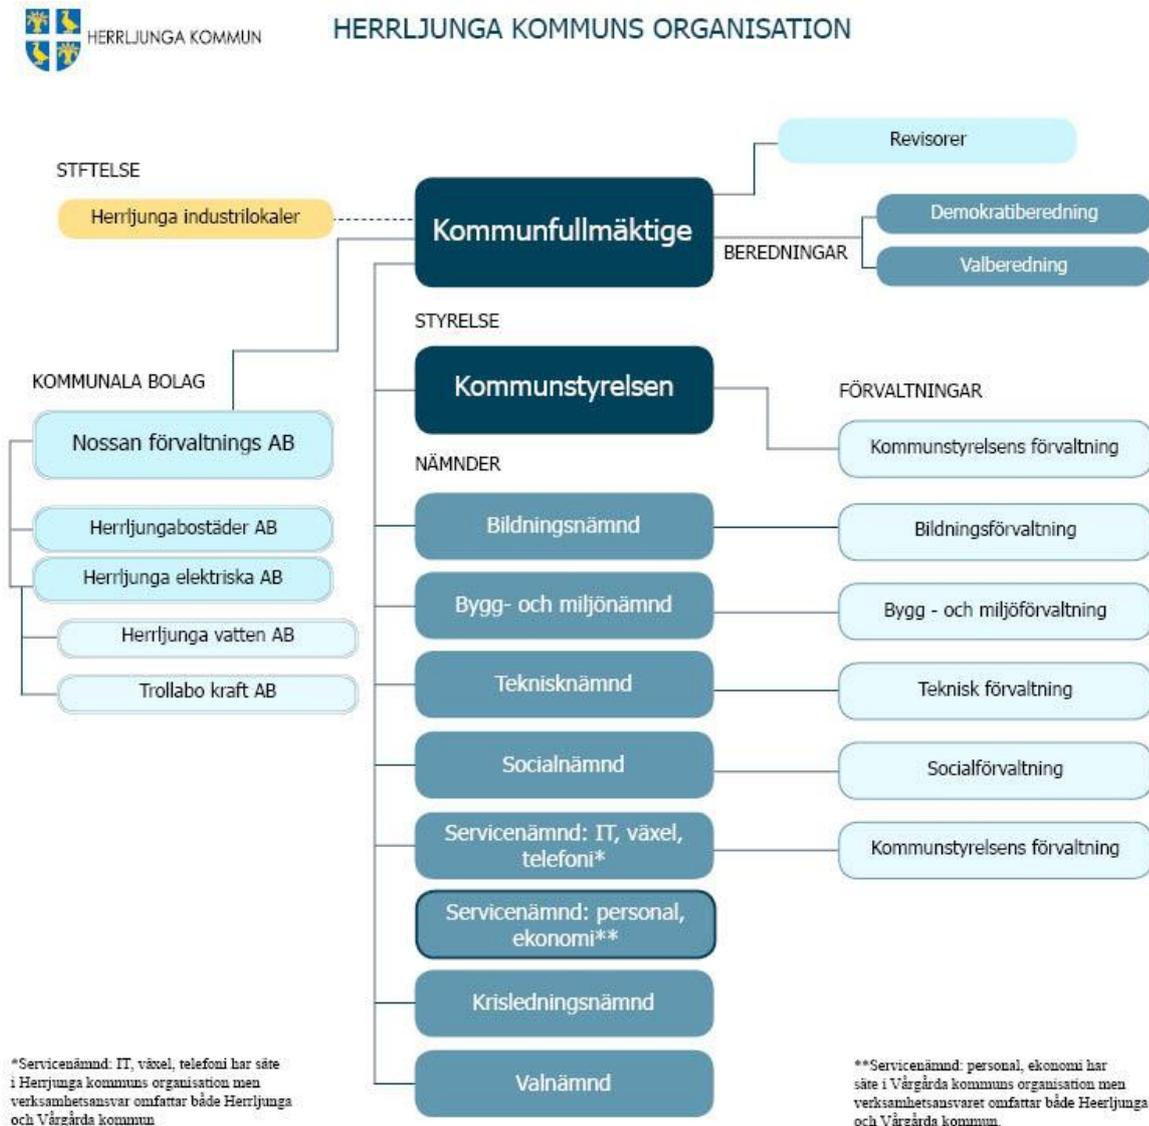 HERRLJUNGA KOMMUN
HERRLJUNGA KOMMUNS ORGANISATION
Revisorer
STFTELSE
Herrljunga industrilokaler
Kommunfullmäktige
BEREDNINGAR
Demokratiberedning
Valberedning
STYRELSE
Kommunstyrelsen
KOMMUNALA BOLAG
Nossan förvaltnings AB
Herrljungabostäder AB
Herrljunga elektriska AB
Herrljunga vatten AB
Trollabo kraft AB
NÄMNDER
Bildningsnämnd
Bygg- och miljönämnd
Teknisknämnd
Socialnämnd
Servicenämnd: IT, växel,
telefoni*
Servicenämnd: personal,
ekonomi**
Krisledningsnämnd
Valnämnd
FÖRVALTNINGAR
Kommunstyrelsens förvaltning
Bildningsförvaltning
Bygg - och miljöförvaltning
Teknisk förvaltning
Socialförvaltning
Kommunstyrelsens förvaltning
*Servicenämnd: IT, växel, telefoni har säte
i Herrjunga kommuns organisation men
verksamhetsansvar omfattar både Herrljunga
och Vårgårda kommun
**Servicenämnd: personal, ekonomi har
säte i Vårgårda kommuns organisation men
verksamhetsansvaret omfattar både Heerljunga
och Vårgårda kommun.